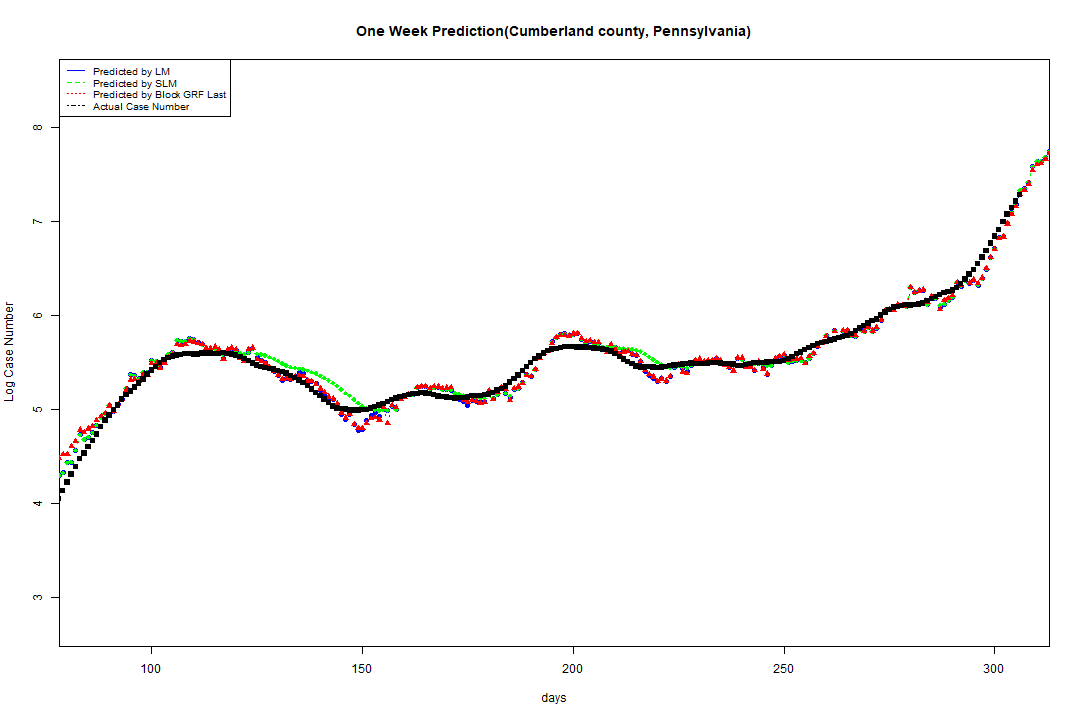 One Week Prediction(Cumberland county, Pennsylvania)
Predicted by LM
Predicted by SLM
Predicted by Block GRF Last
Actual Case Number
8
7
6
5
4
3
Log Case Number
100 150 200 250 300
days